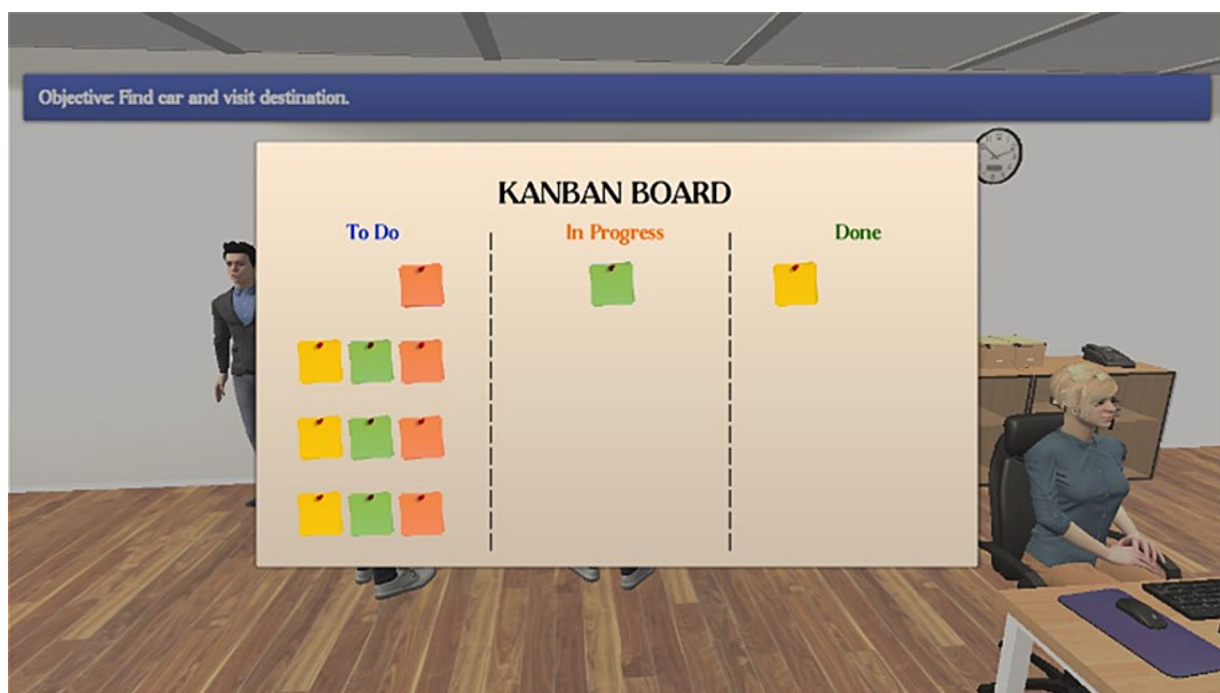 Objective: Find car and visit destination.
KANBAN BOARD
To Do
In Progress
Done